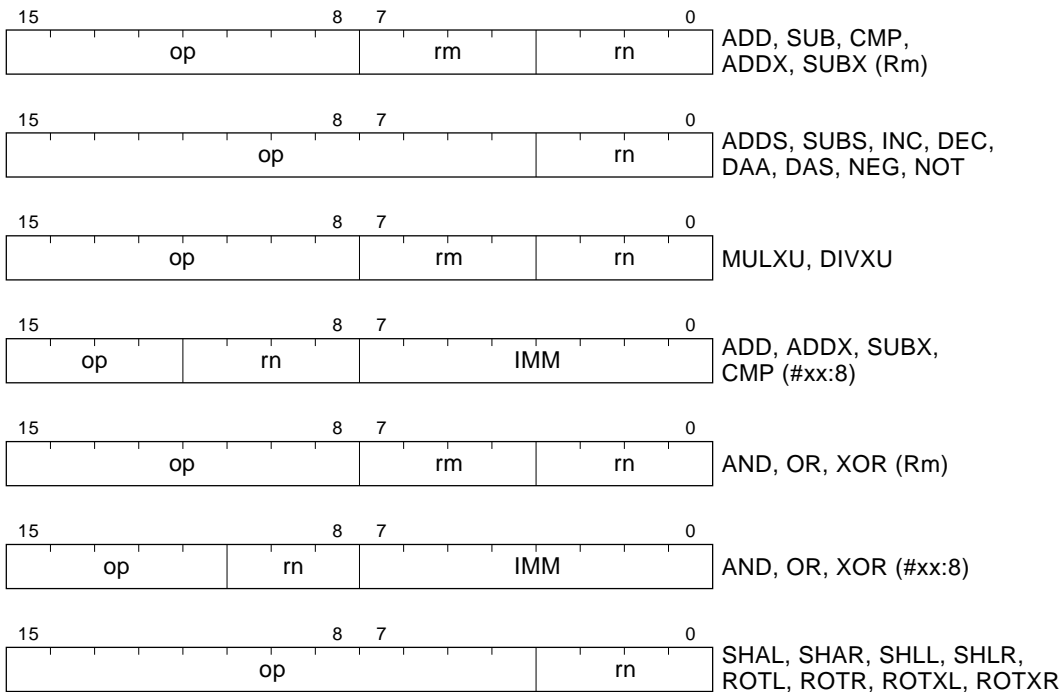 15 8 7 0
op rm rn
ADD, SUB, CMP,
ADDX, SUBX (Rm)
15 8 7 0
op rn
ADDS, SUBS, INC, DEC,
DAA, DAS, NEG, NOT
15 8 7 0
op rm rn
MULXU, DIVXU
15 8 7 0
op rn IMM
ADD, ADDX, SUBX,
CMP (#xx:8)
15 8 7 0
op rm rn
AND, OR, XOR (Rm)
15 8 7 0
op rn IMM
AND, OR, XOR (#xx:8)
15 8 7 0
op rn
SHAL, SHAR, SHLL, SHLR,
ROTL, ROTR, ROTXL, ROTXR